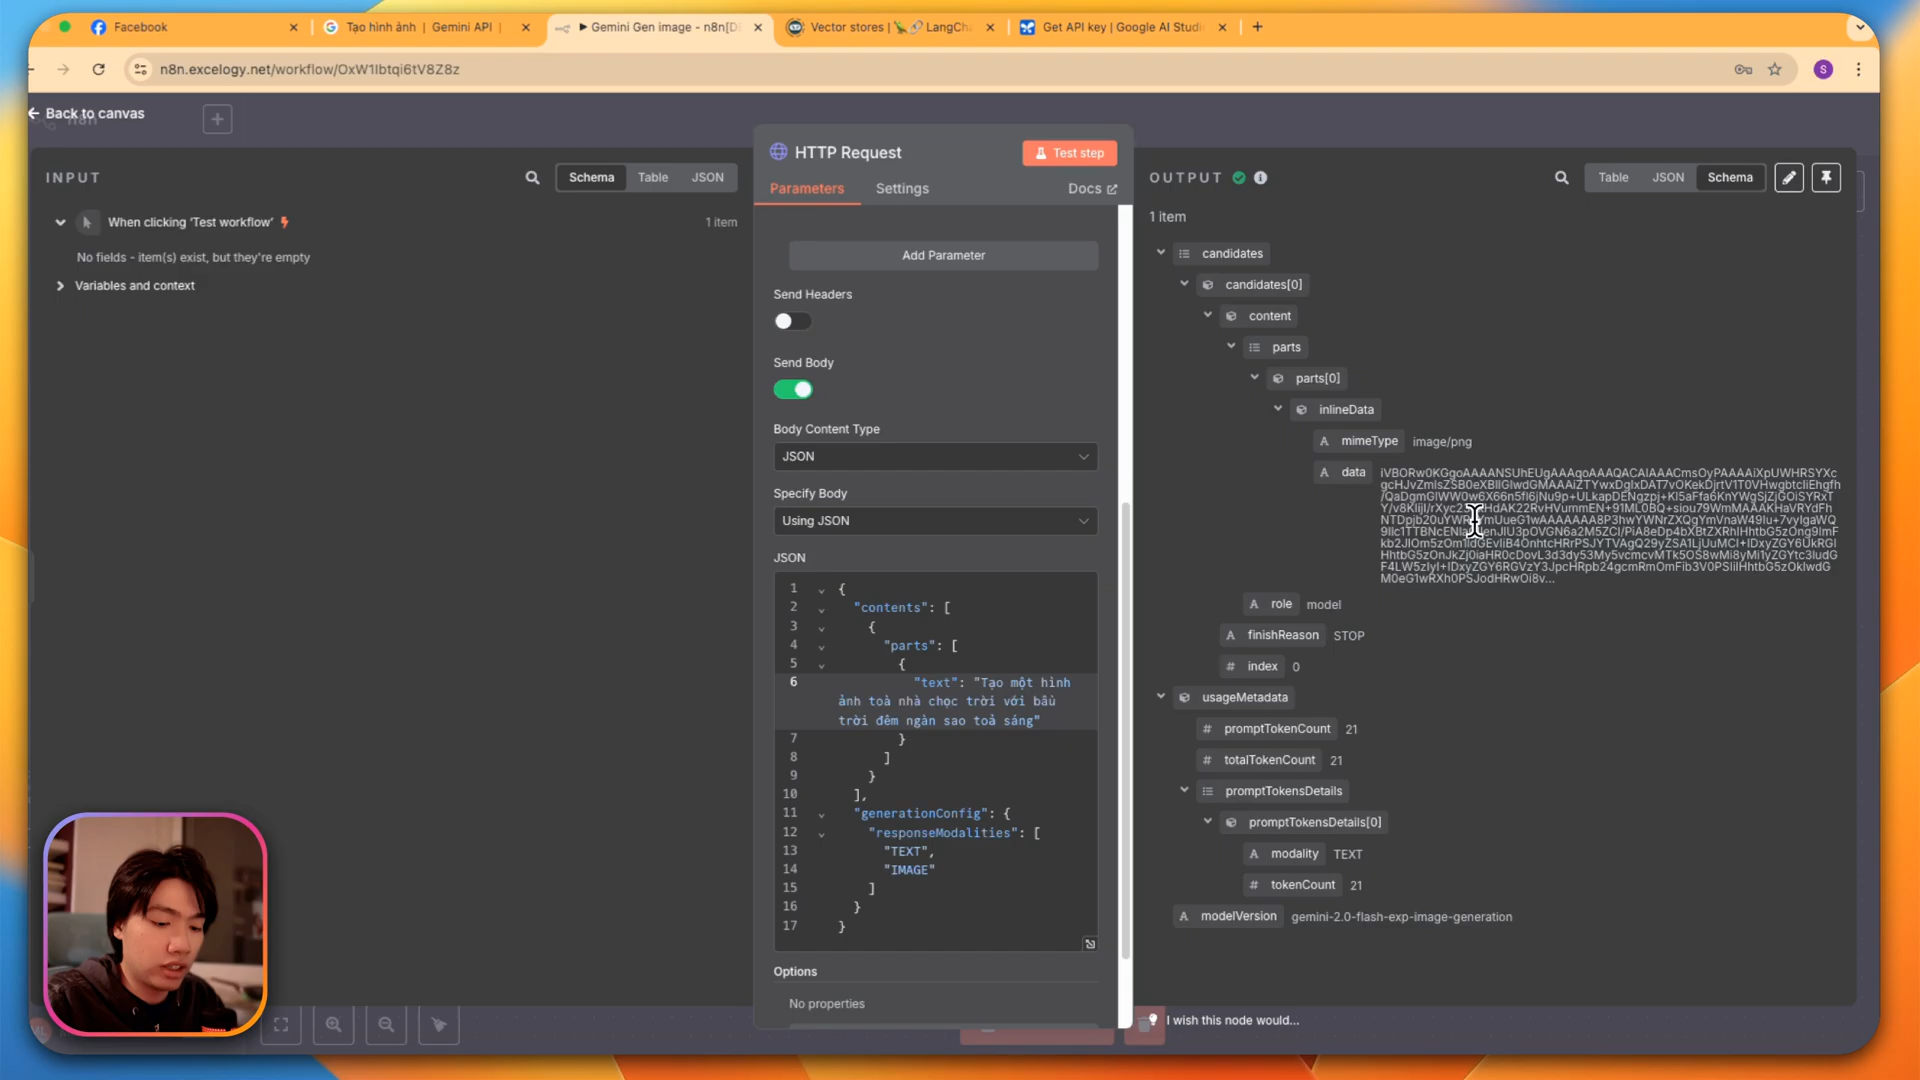 Facebook
Tạo hình ảnh | Gemini API |
Gemini Gen image - n8n[D
Vector stores | LangCh
Get API key | Google AI Studi
n8n.excelogy.net/workflow/OxW1Ibtqi6tV8Z8z
S
Back to canvas
INPUT
Schema
Table
JSON
When clicking ‘Test workflow’
1 item
No fields - item(s) exist, but they're empty
Variables and context
HTTP Request
Test step
Parameters
Settings
Docs
Add Parameter
Send Headers
Send Body
Body Content Type
JSON
Specify Body
Using JSON
JSON
1 {
2 "contents": [
3 {
4 "parts": [
5 {
6 "text": "Tạo một hình
ảnh toà nhà chọc trời với bầu
trời đêm ngàn sao toả sáng"
7 }
8 ]
9 }
10 ],
11 "generationConfig": {
12 "responseModalities": [
13 "TEXT",
14 "IMAGE"
15 ]
16 }
17 }
Options
No properties
I wish this node would...
OUTPUT
Table
JSON
Schema
1 item
candidates
candidates[0]
content
parts
parts[0]
inlineData
A mimeType image/png
A data
A role model
A finishReason STOP
# index 0
usageMetadata
# promptTokenCount 21
# totalTokenCount 21
promptTokensDetails
promptTokensDetails[0]
A modality TEXT
# tokenCount 21
A modelVersion gemini-2.0-flash-exp-image-generation